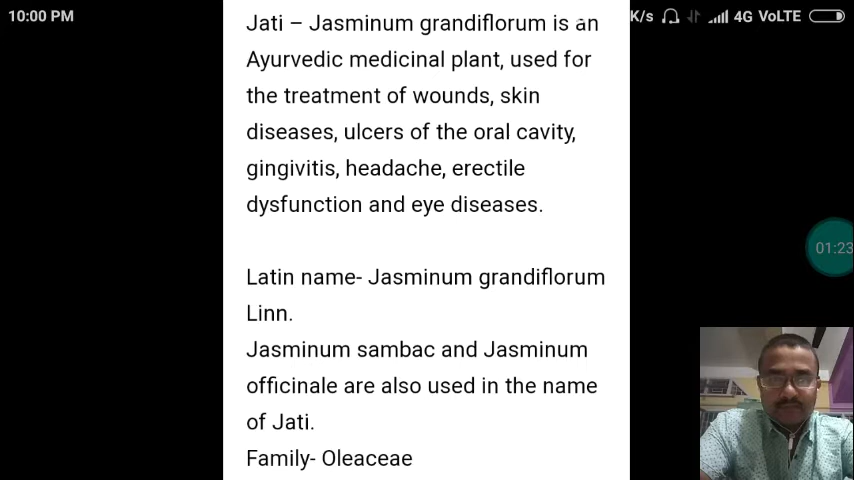 10:00 PM
K/s 4G VoLTE
Jati – Jasminum grandiflorum is an
Ayurvedic medicinal plant, used for
the treatment of wounds, skin
diseases, ulcers of the oral cavity,
gingivitis, headache, erectile
dysfunction and eye diseases.
01:23
Latin name- Jasminum grandiflorum
Linn.
Jasminum sambac and Jasminum
officinale are also used in the name
of Jati.
Family- Oleaceae